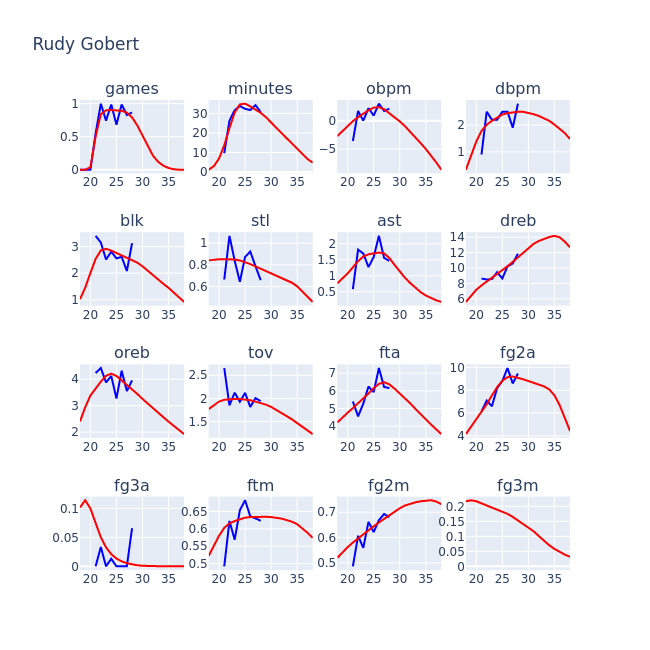 Rudy Gobert
games minutes obpm dbpm
1 0.5 0 20 25 30 35
30 20 10 0 20 25 30 35
0 −5 20 25 30 35
2 1 20 25 30 35
blk stl ast dreb
3 2 1 20 25 30 35
1 0.8 0.6 20 25 30 35
2 1.5 1 0.5 20 25 30 35
14 12 10 8 6 20 25 30 35
oreb tov fta fg2a
4 3 2 20 25 30 35
2.5 2 1.5 20 25 30 35
7 6 5 4 20 25 30 35
10 8 6 4 20 25 30 35
fg3a ftm fg2m fg3m
0.1 0.05 0 20 25 30 35
0.65 0.6 0.55 0.5 20 25 30 35
0.7 0.6 0.5 20 25 30 35
0.2 0.15 0.1 0.05 0 20 25 30 35